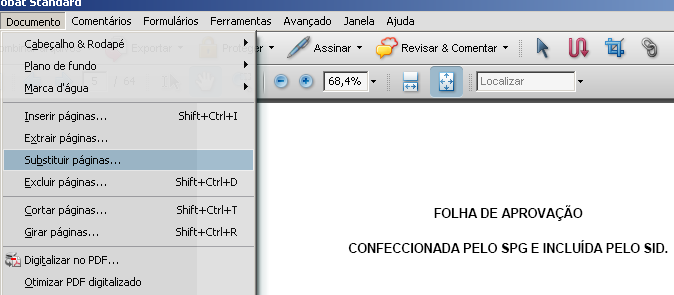 obat Standard
Documento Comentários Formulários Ferramentas Avançado Janela Ajuda
Cabeçalho & Rodapé
Exportar
Proteger
Assinar
Revisar & Comentar
Plano de fundo
Marca d'água
5 / 64
68,4%
Localizar
Inserir páginas... Shift+Ctrl+I
Extrair páginas...
Substituir páginas...
Excluir páginas... Shift+Ctrl+D
Cortar páginas... Shift+Ctrl+T
Girar páginas... Shift+Ctrl+R
Digitalizar no PDF...
Otimizar PDF digitalizado
FOLHA DE APROVAÇÃO
CONFECCIONADA PELO SPG E INCLUÍDA PELO SID.